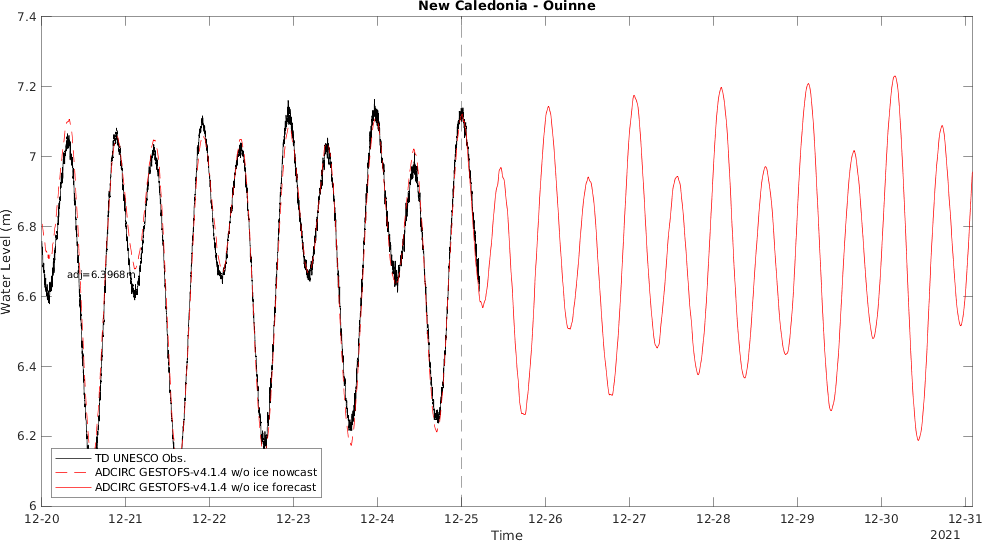 New Caledonia - Ouinne
7.4
7.2
7
6.8
6.6
6.4
6.2
6
Water Level (m)
adj=6.3968m
TD UNESCO Obs.
ADCIRC GESTOFS-v4.1.4 w/o ice nowcast
ADCIRC GESTOFS-v4.1.4 w/o ice forecast
12-20 12-21 12-22 12-23 12-24 12-25 12-26 12-27 12-28 12-29 12-30 12-31
Time
2021